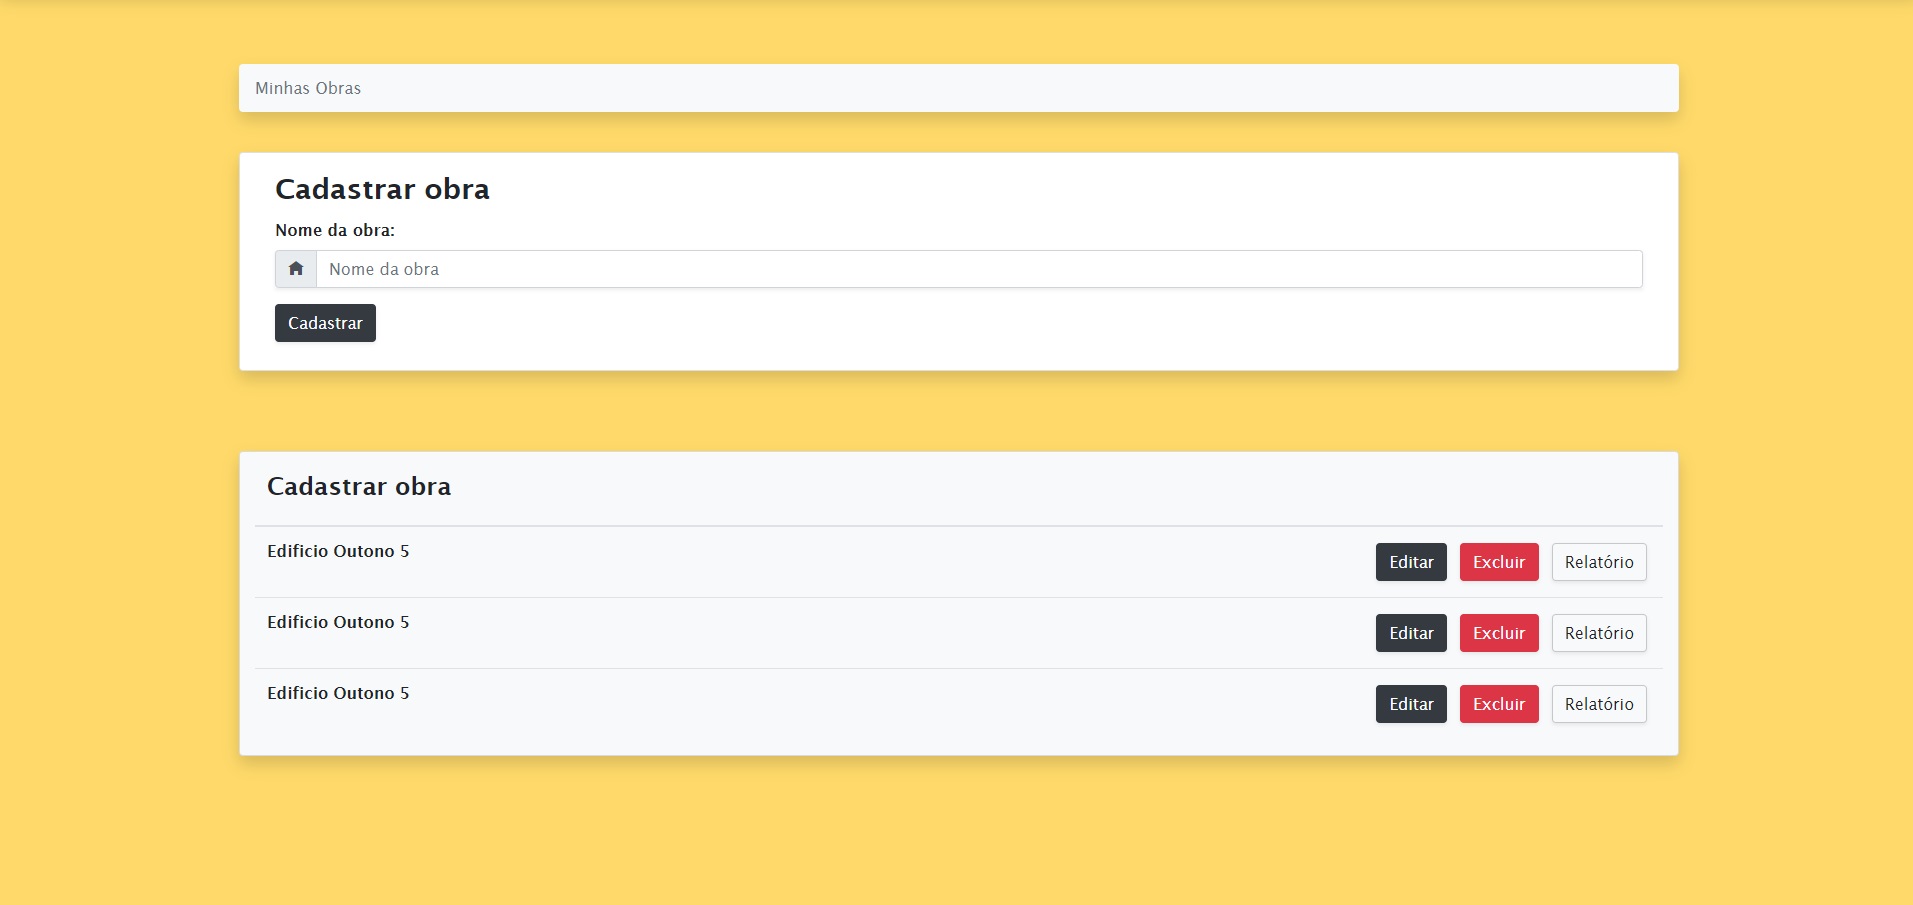 Minhas Obras
Cadastrar obra
Nome da obra:
Nome da obra
Cadastrar
Cadastrar obra
Edificio Outono 5 Editar Excluir Relatório
Edificio Outono 5 Editar Excluir Relatório
Edificio Outono 5 Editar Excluir Relatório